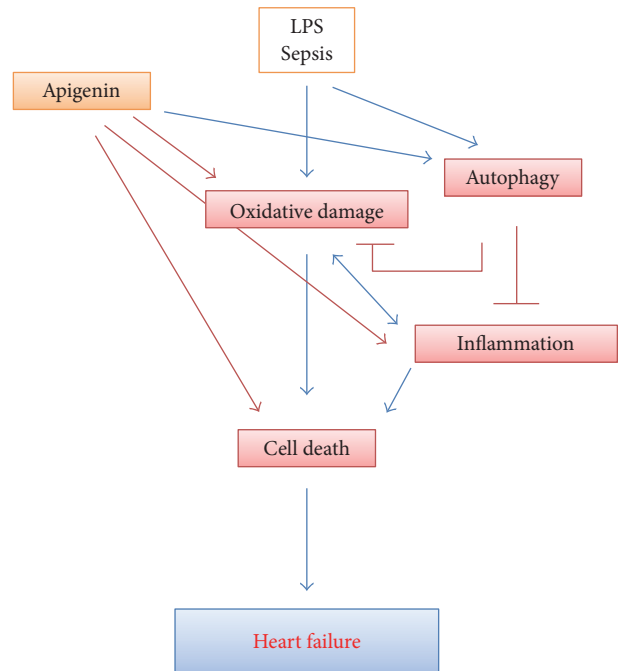 LPS
Sepsis
Apigenin
Autophagy
Oxidative damage
Inflammation
Cell death
Heart failure